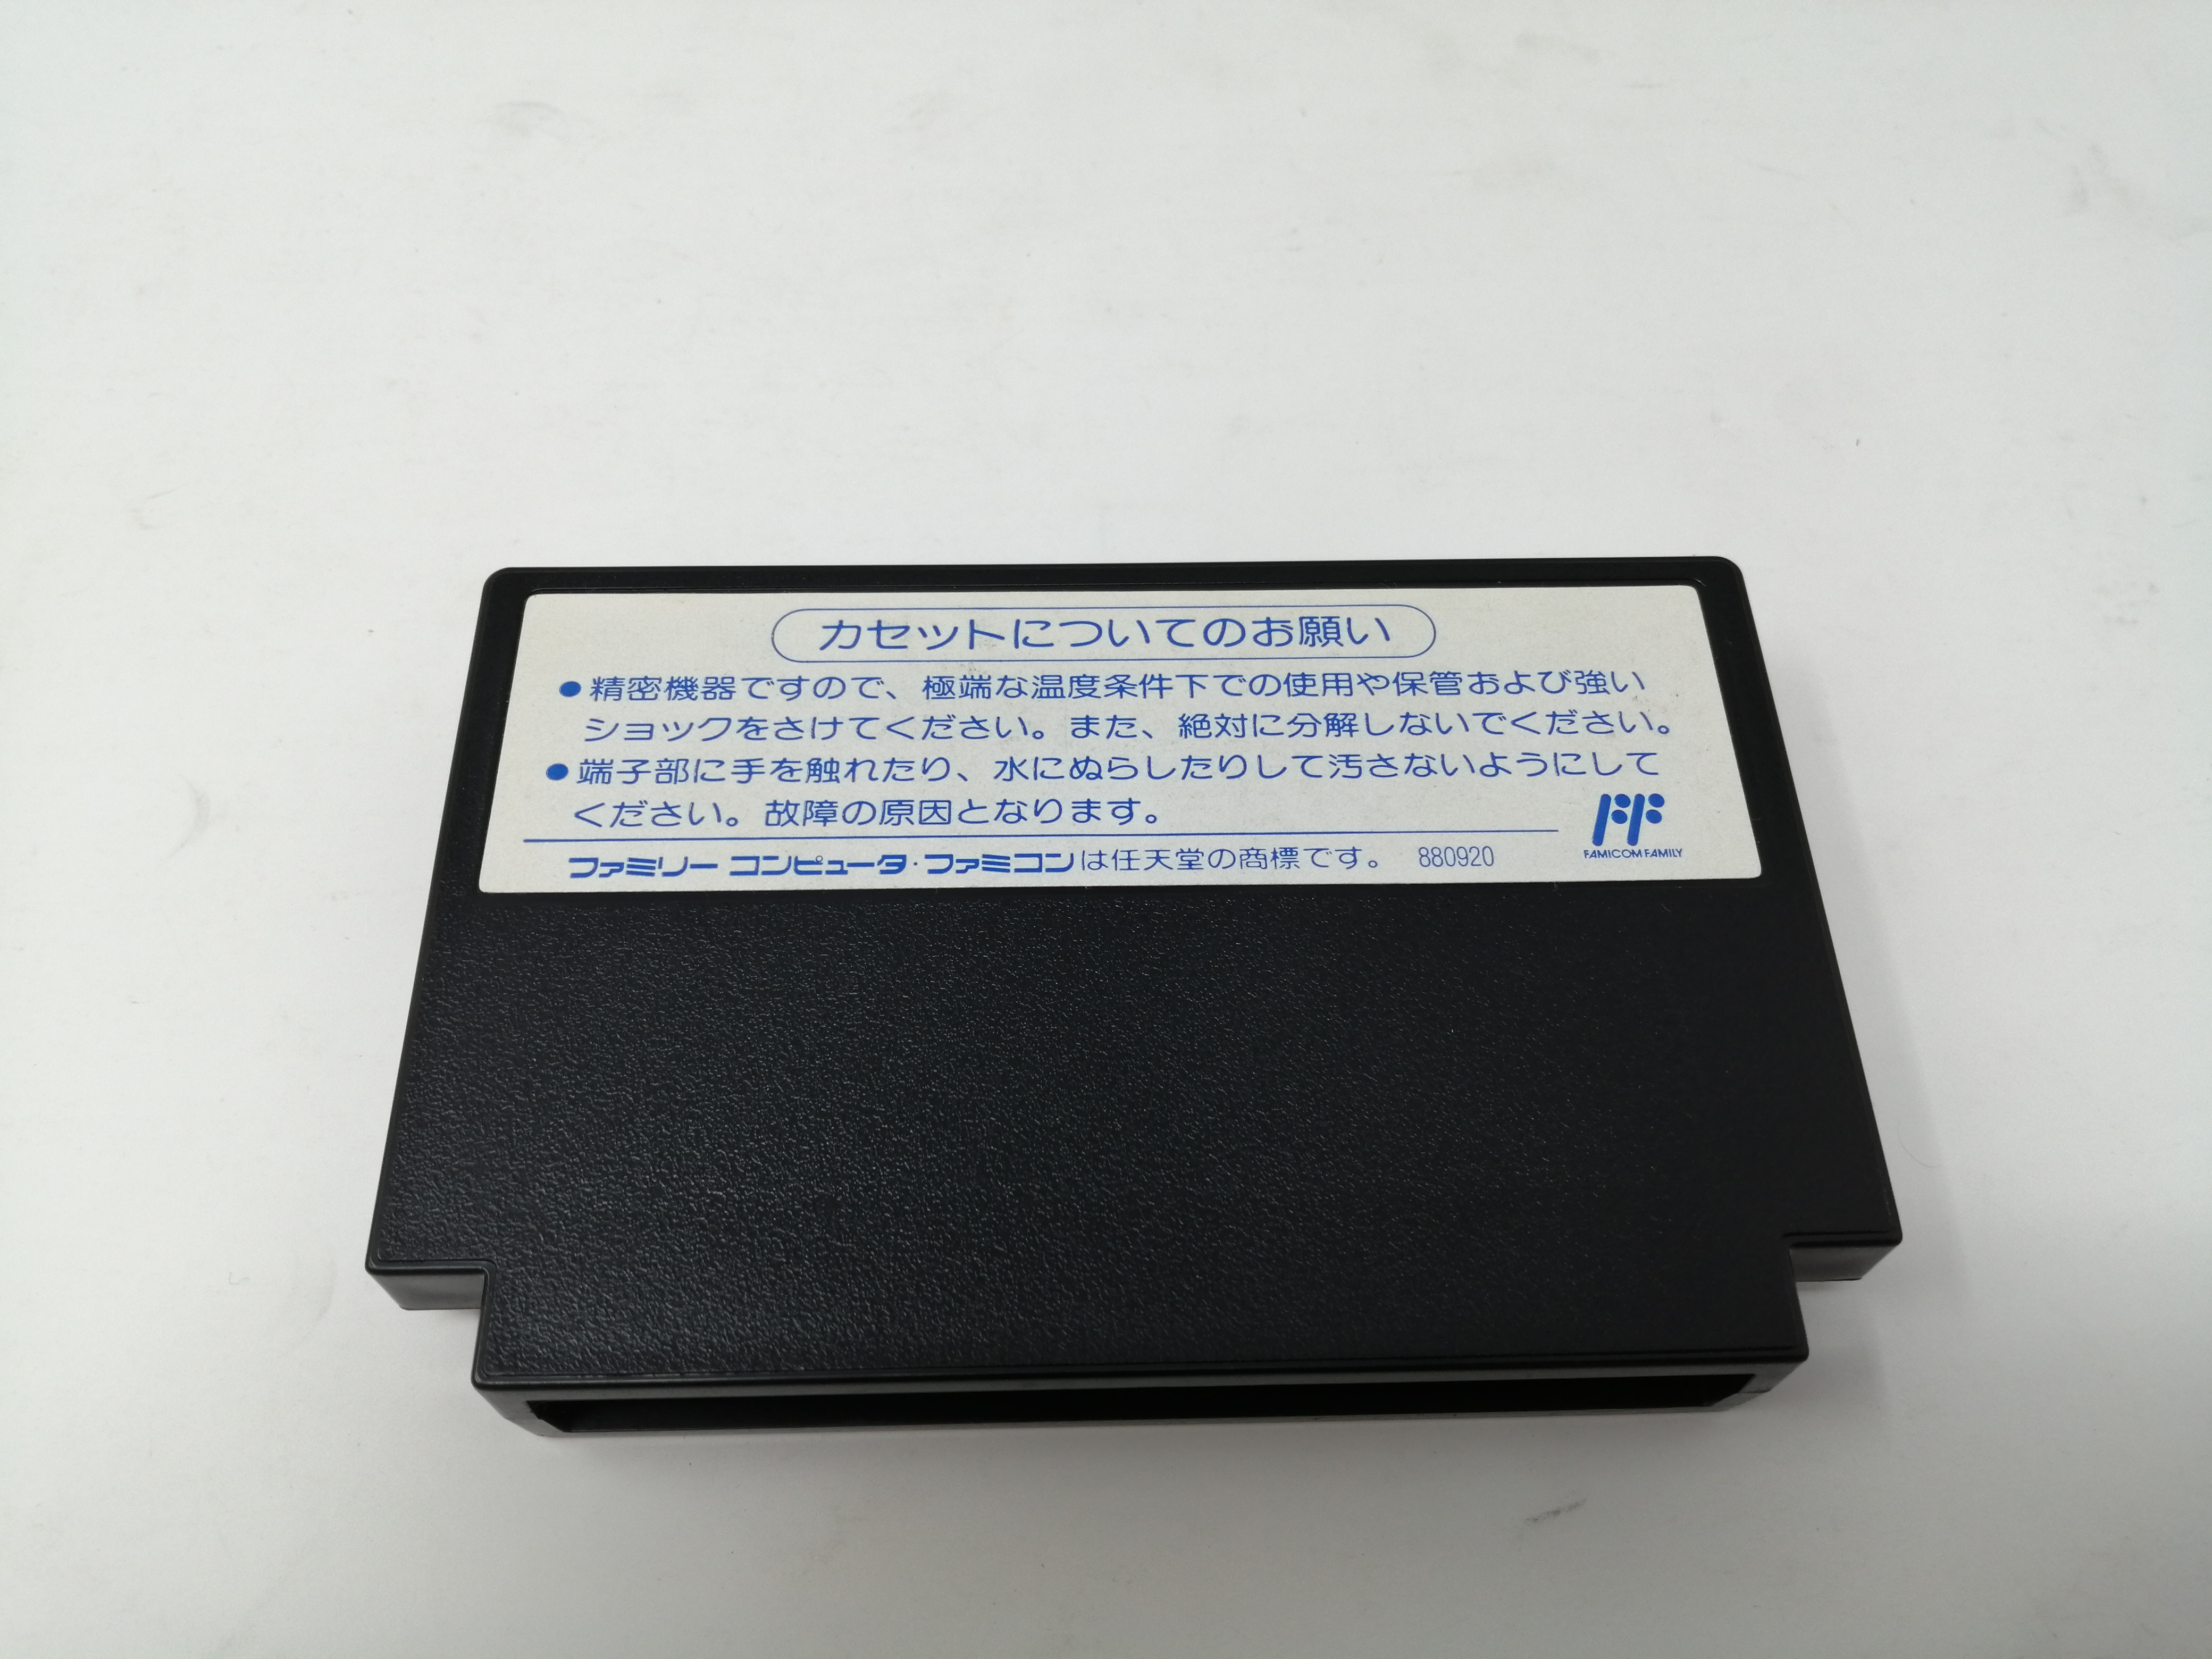 カセットについてのお願い
●精密機器ですので、極端な温度条件下での使用や保管および強い
ショックをさけてください。また、絶対に分解しないでください。
●端子部に手を触れたり、水にぬらしたりして汚さないようにして
ください。故障の原因となります。
FF
FAMICOM FAMILY
ファミリー コンピュータ・ファミコンは任天堂の商標です。 880920